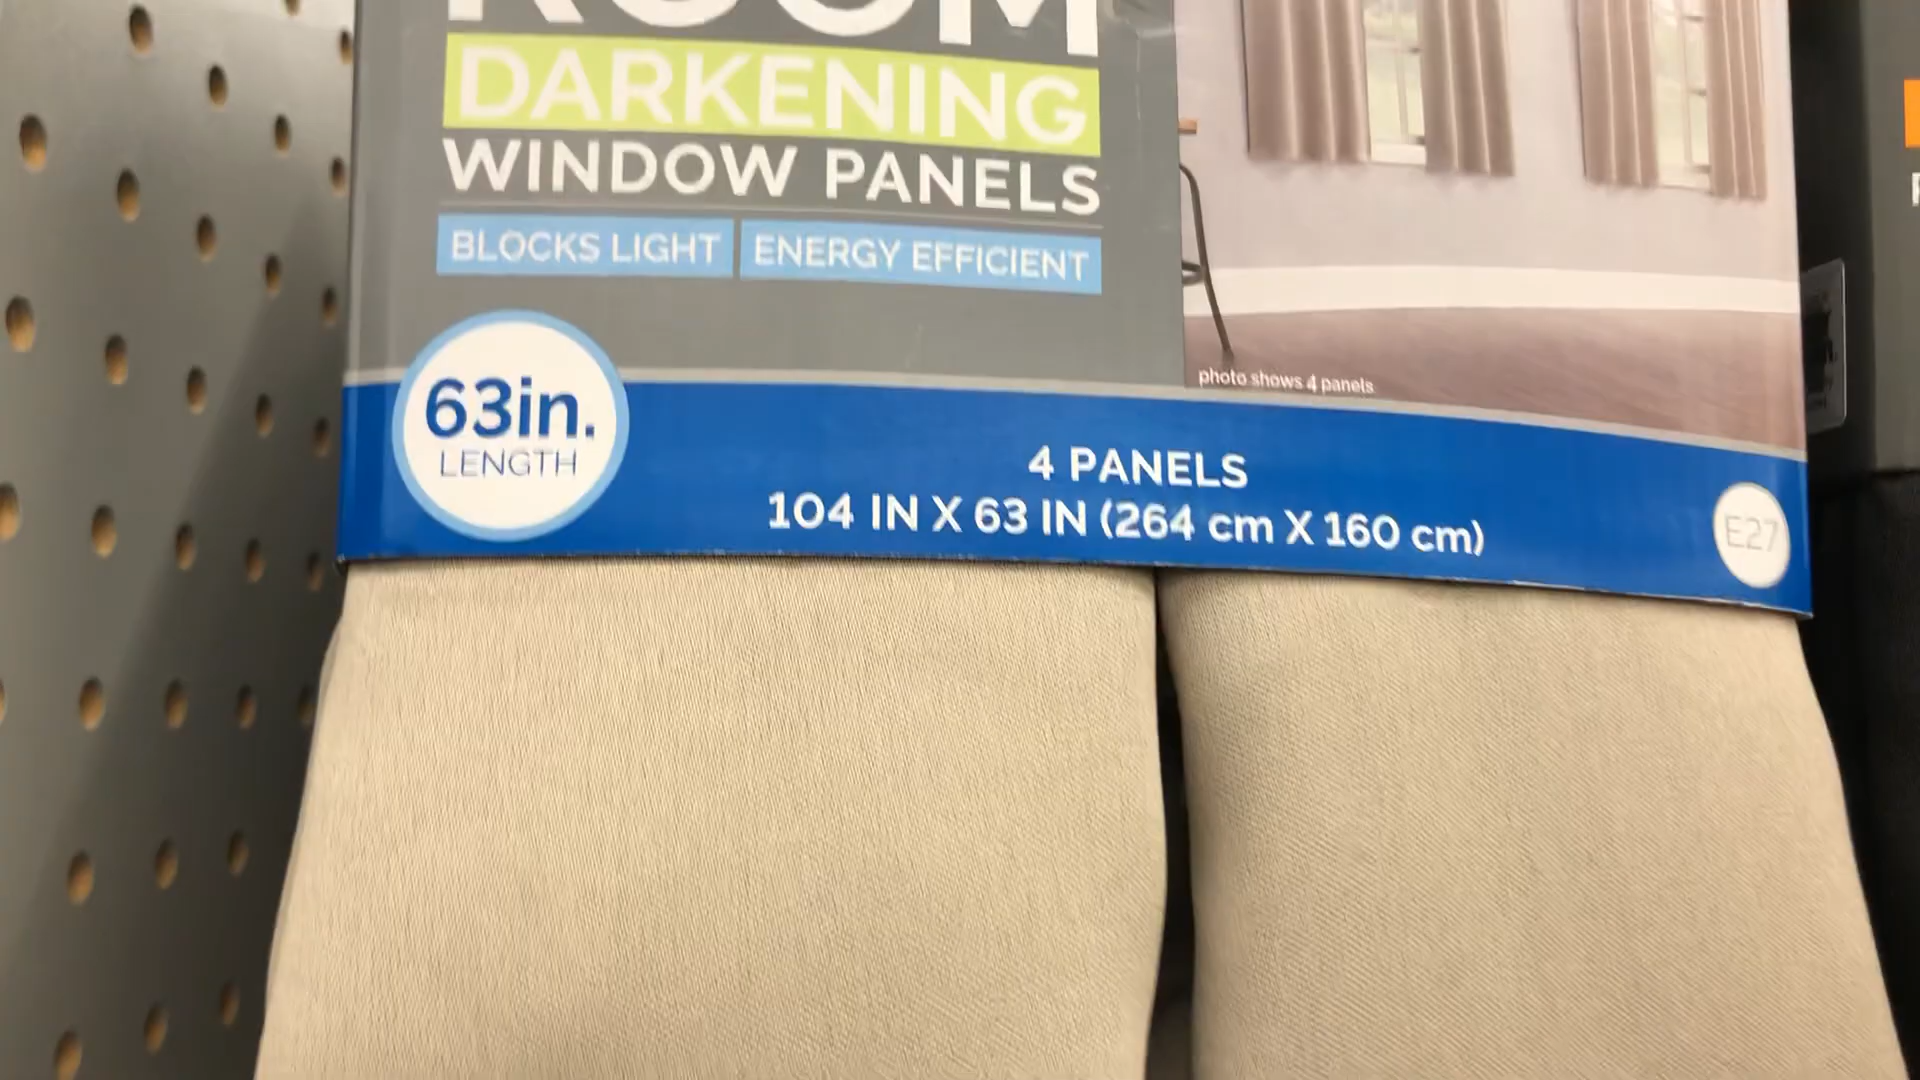 ROOM
DARKENING
WINDOW PANELS
BLOCKS LIGHT ENERGY EFFICIENT
photo shows 4 panels
63in.
LENGTH
4 PANELS
104 IN X 63 IN (264 cm X 160 cm)
E27